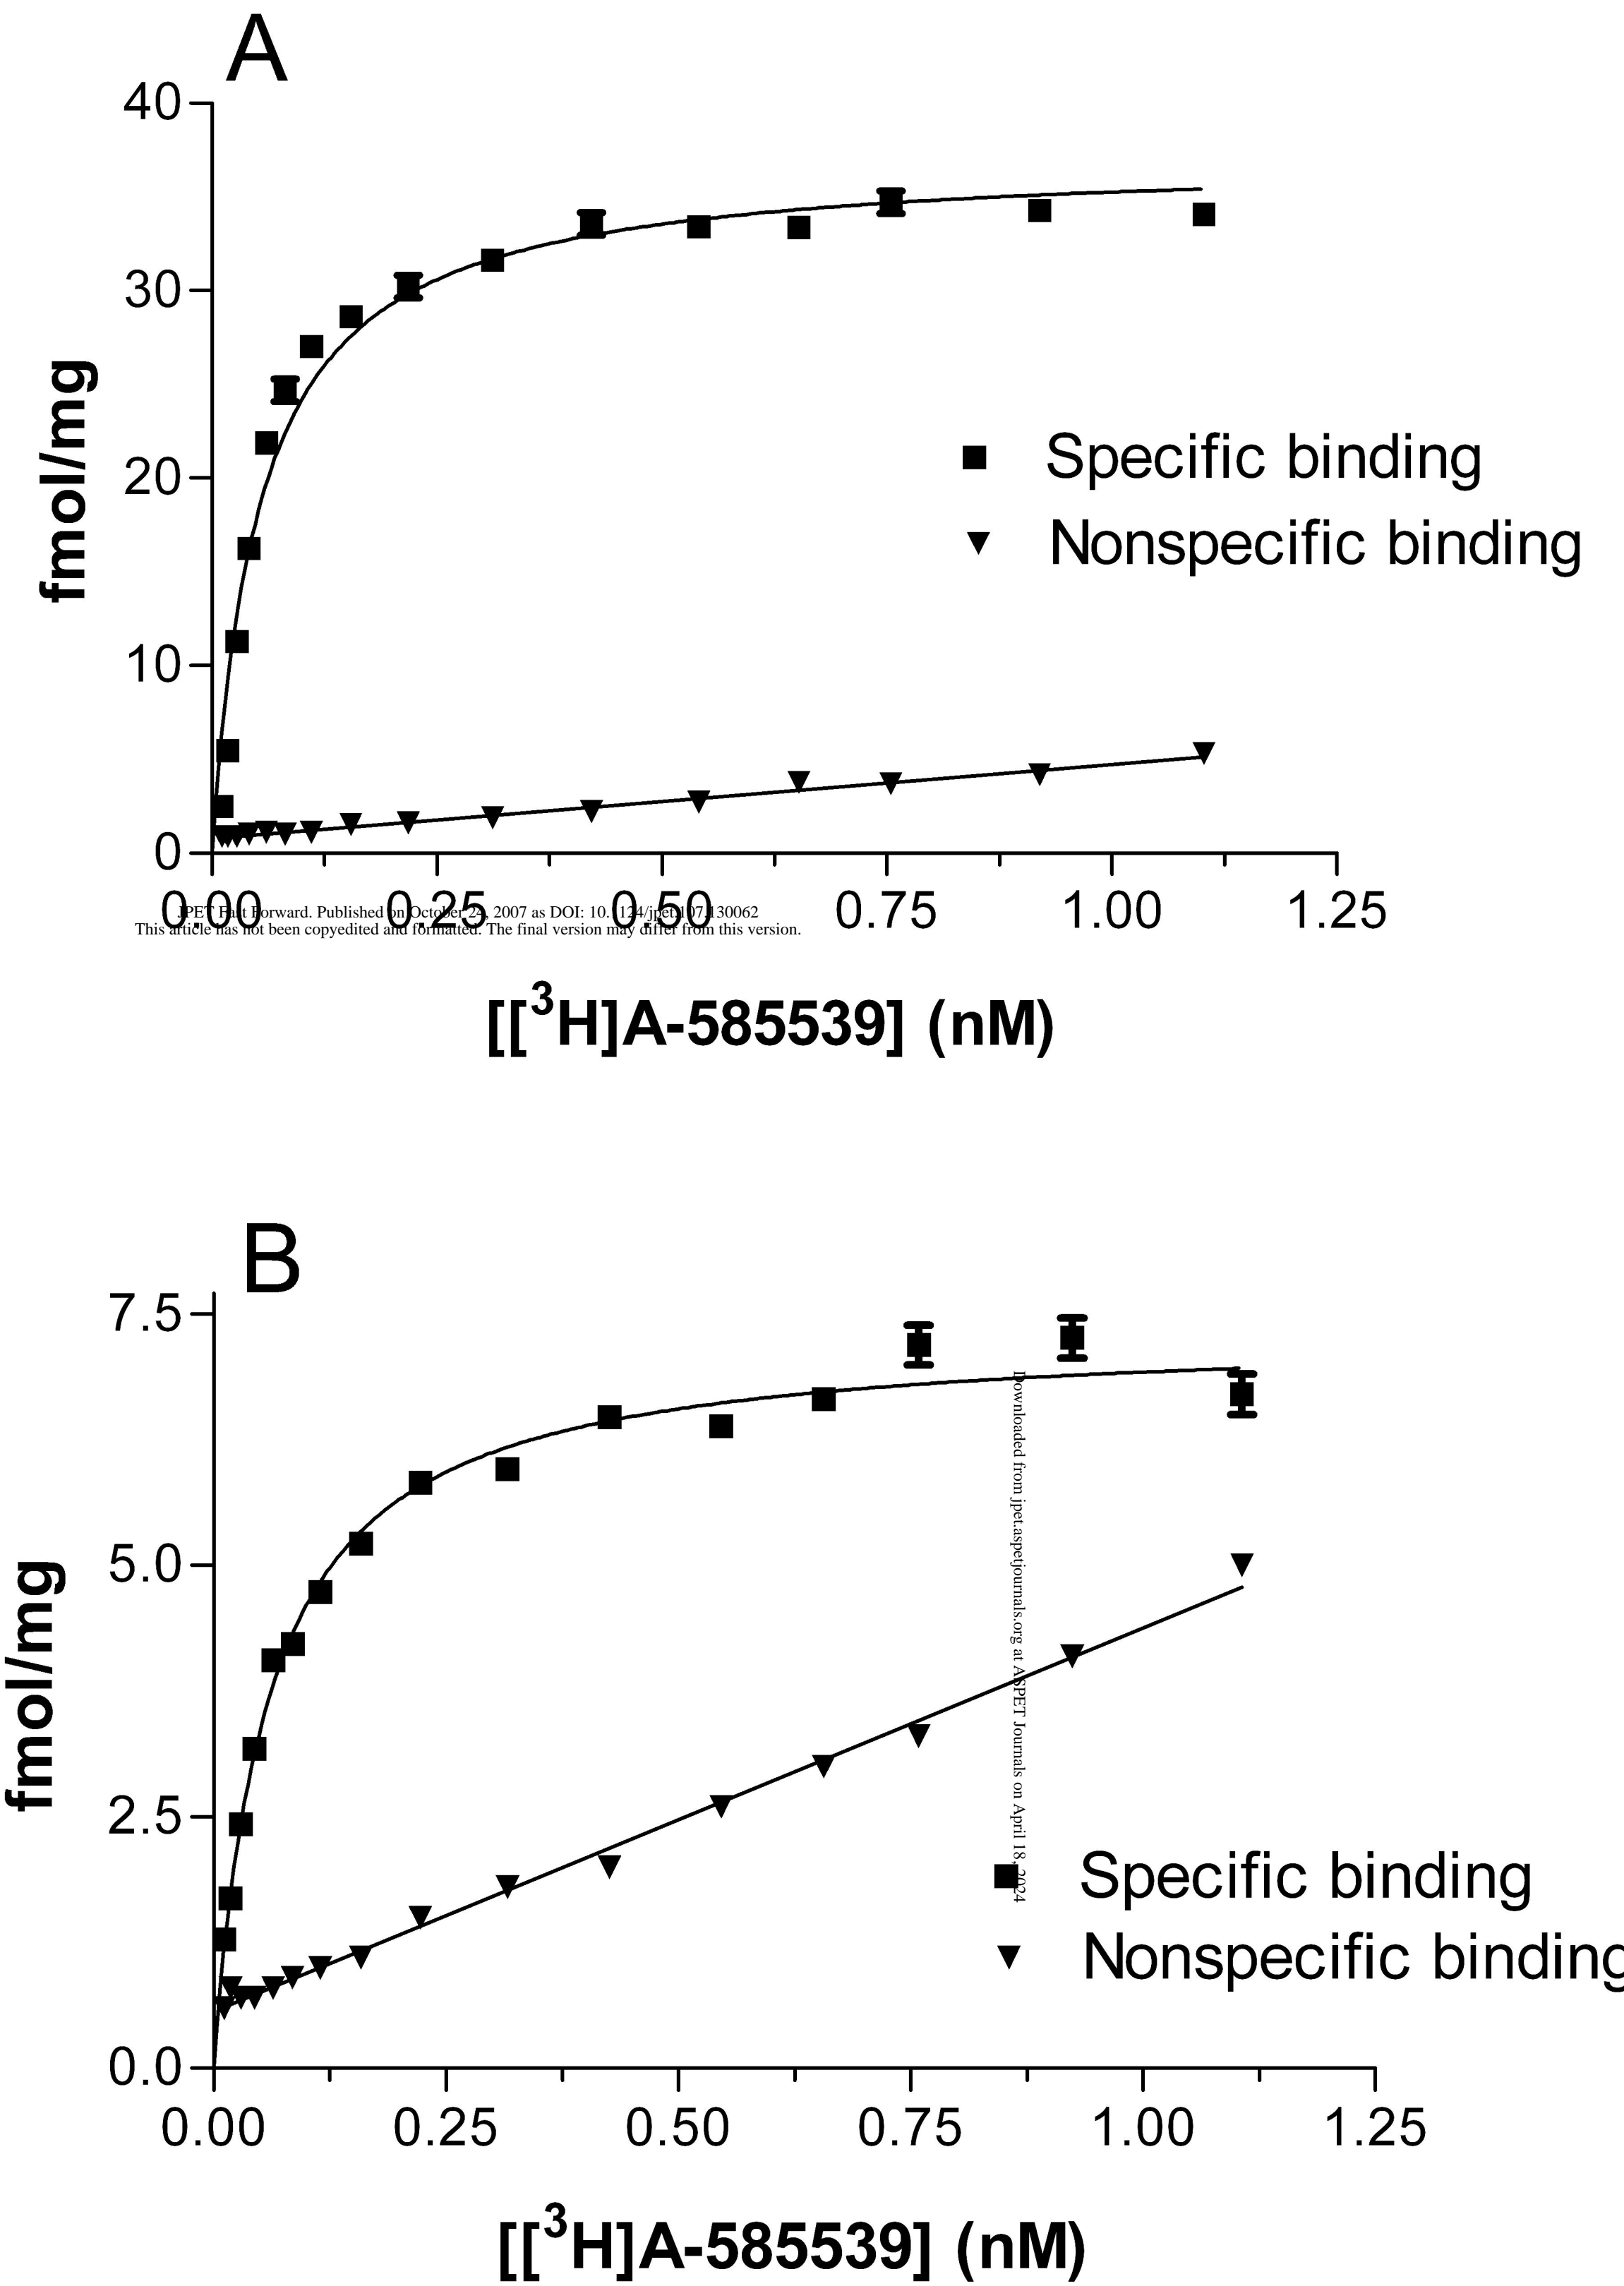 A
40
30
20
10
0
fmol/mg
Specific binding
Nonspecific binding
0.00 0.25 0.50 0.75 1.00 1.25
JPET Fast Forward. Published on October 24, 2007 as DOI: 10.1124/jpet.107.130062
This article has not been copyedited and formatted. The final version may differ from this version.
[[3H]A-585539] (nM)
B
7.5
5.0
2.5
0.0
fmol/mg
Downloaded from jpet.aspetjournals.org at ASPET Journals on April 18, 2024
Specific binding
Nonspecific binding
0.00 0.25 0.50 0.75 1.00 1.25
[[3H]A-585539] (nM)